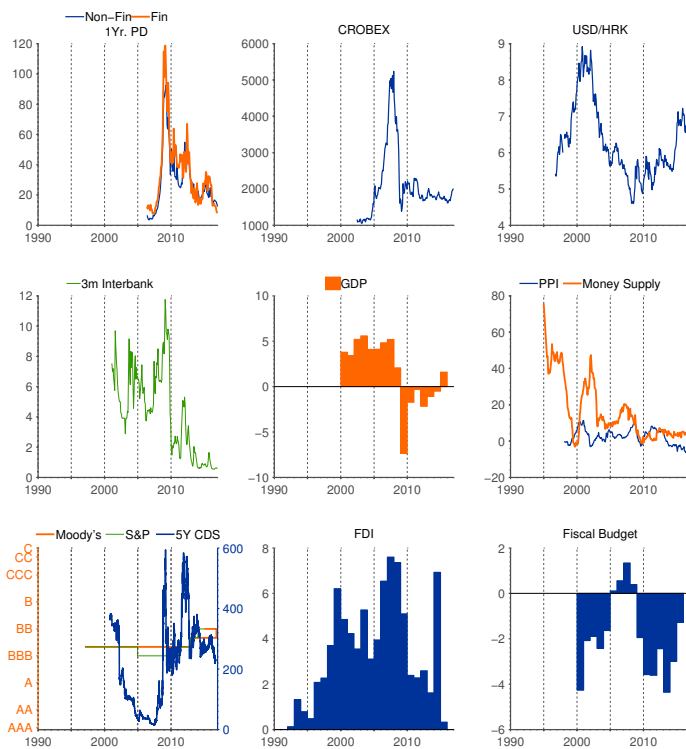 Non-Fin Fin
1Yr. PD
120
100
80
60
40
20
0
1990 2000 2010
CROBEX
6000
5000
4000
3000
2000
1000
1990 2000 2010
USD/HRK
9
8
7
6
5
4
1990 2000 2010
3m Interbank
12
10
8
6
4
2
0
1990 2000 2010
GDP
10
5
0
−5
−10
1990 2000 2010
PPI Money Supply
80
60
40
20
0
−20
1990 2000 2010
Moody's S&P 5Y CDS
C
CC
CCC
B
BB
BBB
A
AA
AAA
600
400
200
0
1990 2000 2010
FDI
8
6
4
2
0
1990 2000 2010
Fiscal Budget
2
0
−2
−4
−6
1990 2000 2010